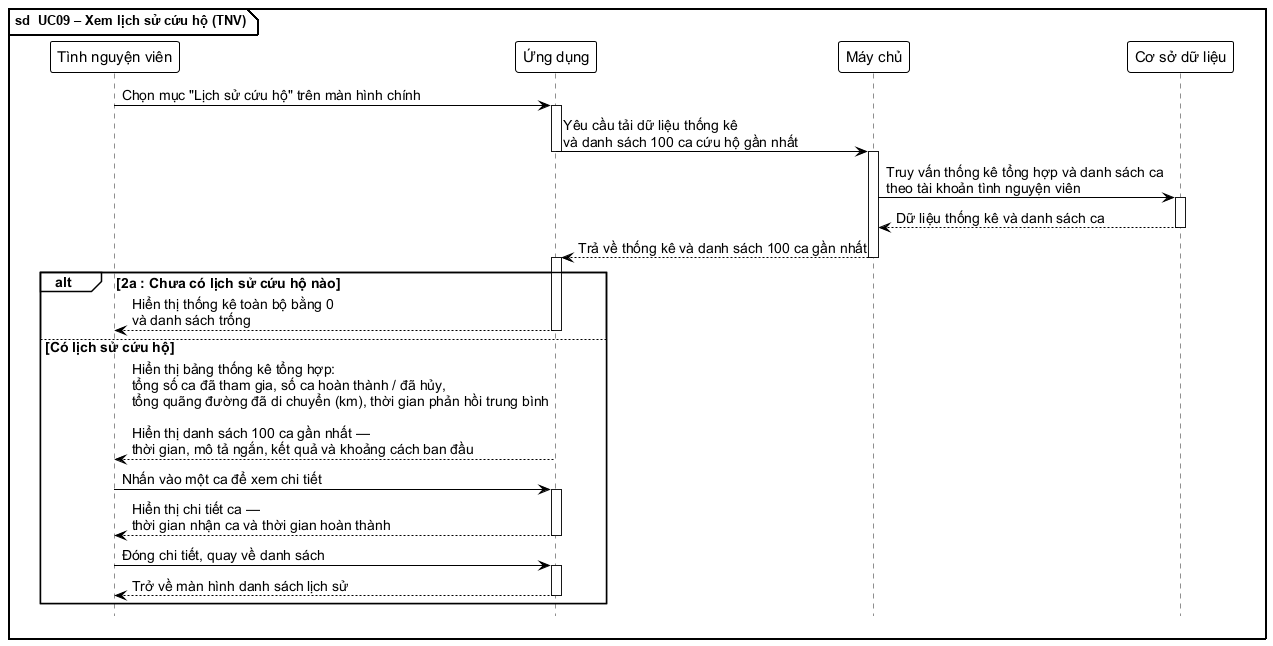 sd UC09 – Xem lịch sử cứu hộ (TNV)
Tình nguyện viên
Ứng dụng
Máy chủ
Cơ sở dữ liệu
Chọn mục "Lịch sử cứu hộ" trên màn hình chính
Yêu cầu tải dữ liệu thống kê
và danh sách 100 ca cứu hộ gần nhất
Truy vấn thống kê tổng hợp và danh sách ca
theo tài khoản tình nguyện viên
Dữ liệu thống kê và danh sách ca
Trả về thống kê và danh sách 100 ca gần nhất
alt [2a : Chưa có lịch sử cứu hộ nào]
Hiển thị thống kê toàn bộ bằng 0
và danh sách trống
[Có lịch sử cứu hộ]
Hiển thị bảng thống kê tổng hợp:
tổng số ca đã tham gia, số ca hoàn thành / đã hủy,
tổng quãng đường đã di chuyển (km), thời gian phản hồi trung bình
Hiển thị danh sách 100 ca gần nhất —
thời gian, mô tả ngắn, kết quả và khoảng cách ban đầu
Nhấn vào một ca để xem chi tiết
Hiển thị chi tiết ca —
thời gian nhận ca và thời gian hoàn thành
Đóng chi tiết, quay về danh sách
Trở về màn hình danh sách lịch sử